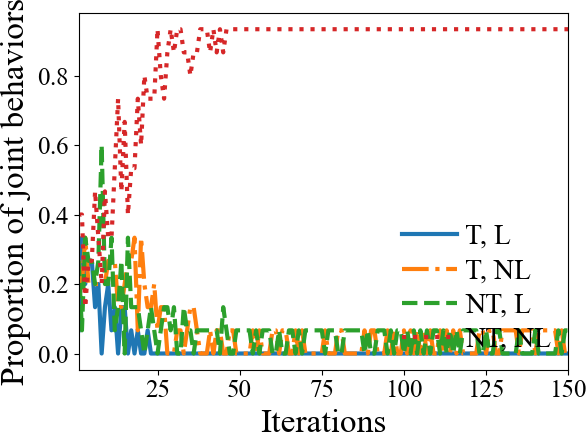 Proportion of joint behaviors
0.8
0.6
0.4
0.2
0.0
T, L
T, NL
NT, L
NT, NL
25
50
75
100
125
150
Iterations